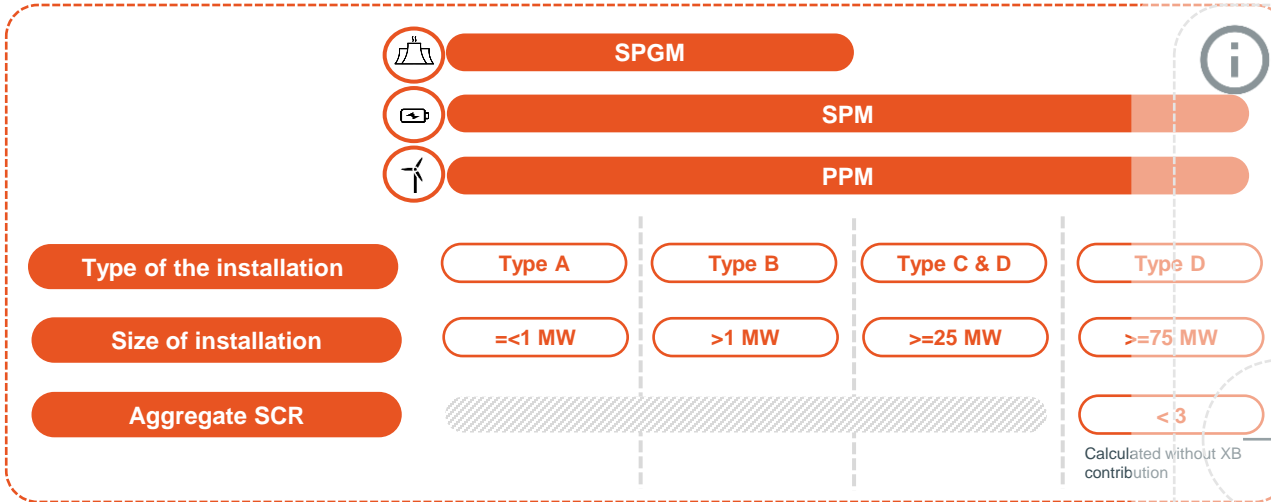 SPGM
SPM
PPM
Type of the installation
Type A
Type B
Type C & D
Type D
Size of installation
=<1 MW
>1 MW
>=25 MW
>=75 MW
Aggregate SCR
< 3
Calculated without XB
contribution